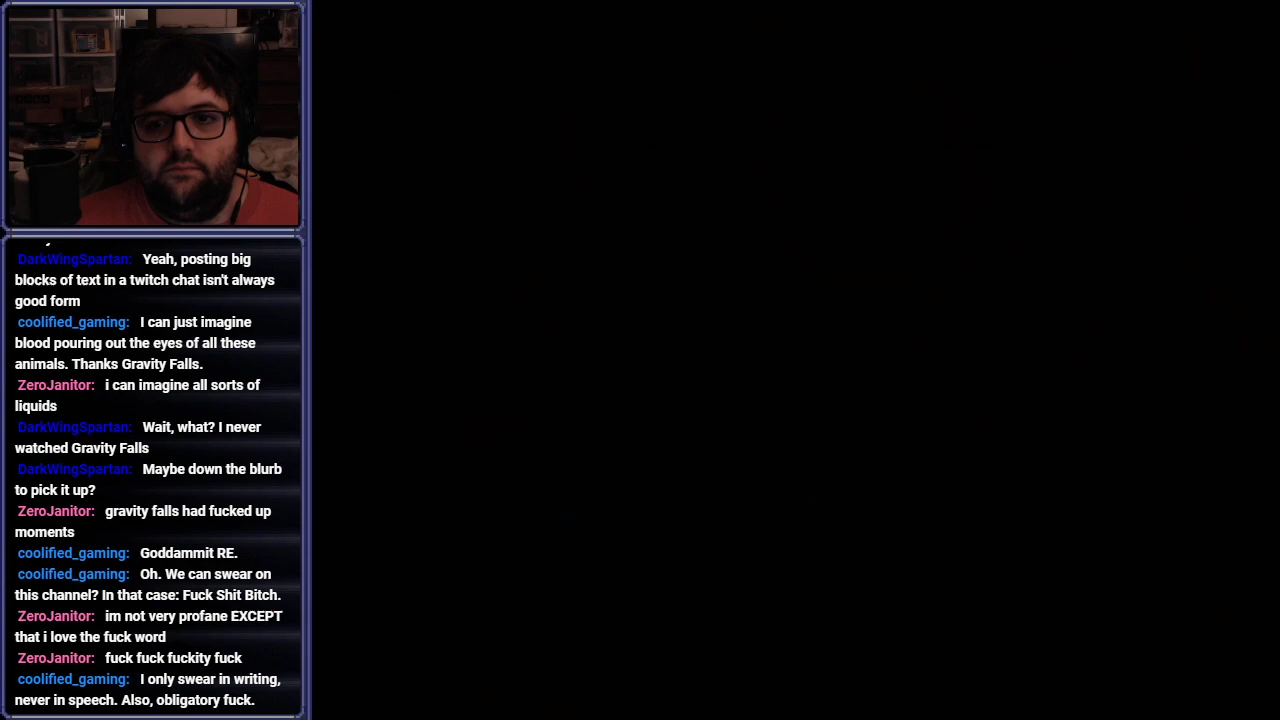 DarkWingSpartan: Yeah, posting big
blocks of text in a twitch chat isn't always
good form
coolified_gaming: I can just imagine
blood pouring out the eyes of all these
animals. Thanks Gravity Falls.
ZeroJanitor: i can imagine all sorts of
liquids
DarkWingSpartan: Wait, what? I never
watched Gravity Falls
DarkWingSpartan: Maybe down the blurb
to pick it up?
ZeroJanitor: gravity falls had fucked up
moments
coolified_gaming: Goddammit RE.
coolified_gaming: Oh. We can swear on
this channel? In that case: Fuck Shit Bitch.
ZeroJanitor: im not very profane EXCEPT
that i love the fuck word
ZeroJanitor: fuck fuck fuckity fuck
coolified_gaming: I only swear in writing,
never in speech. Also, obligatory fuck.